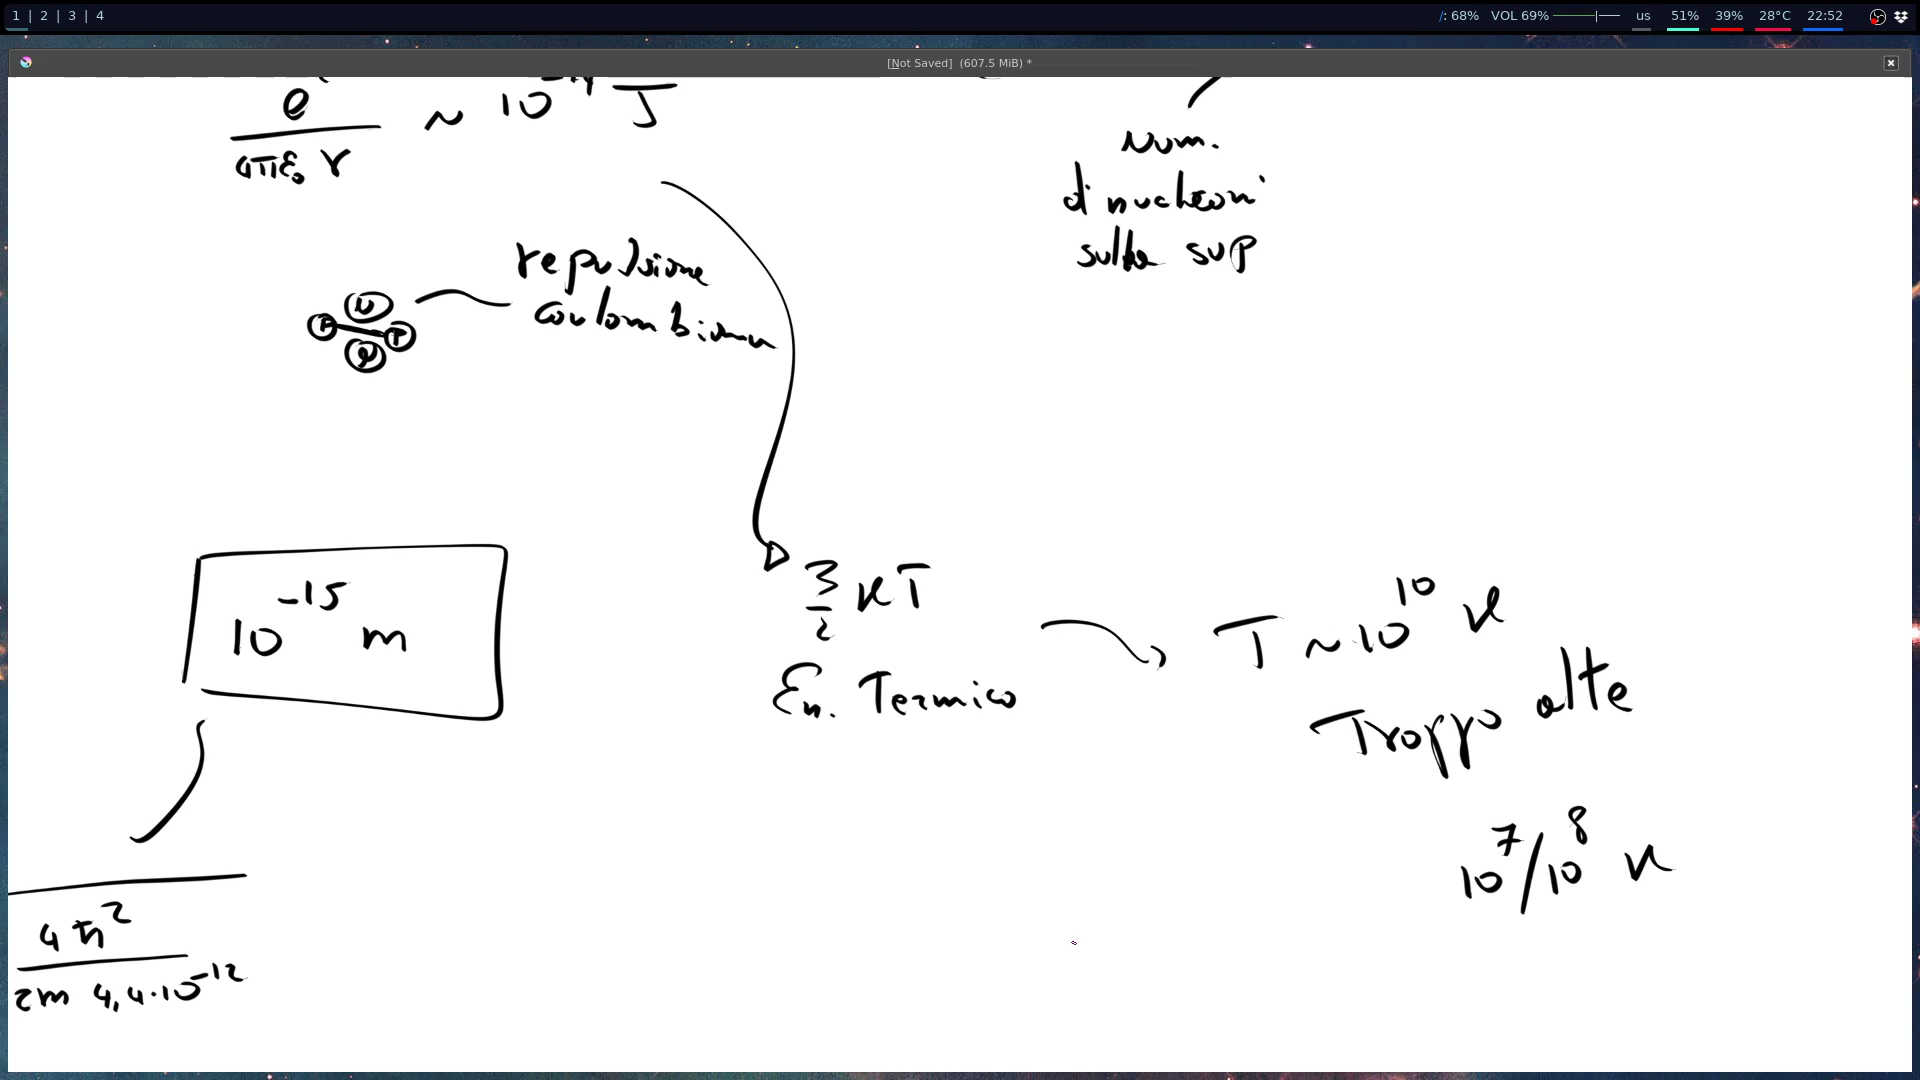 1 | 2 | 3 | 4
/: 68% VOL 69% us 51% 39% 28°C 22:52
[Not Saved] (607.5 MiB) *
e
4πε₀ r
~ 10 J
Num.
di nucleoni
sulla sup
repulsione
coulombiana
N
P P
10⁻¹⁵ m
3/2 kT
En. Termica
T ~ 10¹⁰ K
Troppo alte
10⁷/10⁸ K
4 ħ²
2m 4,4·10⁻¹²